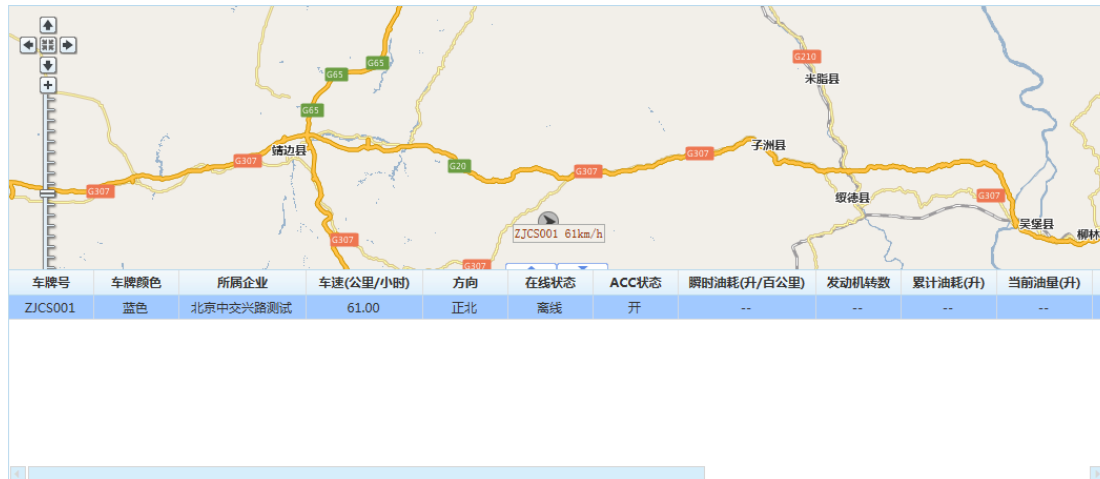 G210
G65
G65
米脂县
G65
子洲县
G307
靖边县
G307
G20
G307
G307
绥德县
G307
吴堡县
柳林
ZJCS001 61km/h
G307
G307
车牌号 车牌颜色 所属企业 车速(公里/小时) 方向 在线状态 ACC状态 瞬时油耗(升/百公里) 发动机转数 累计油耗(升) 当前油量(升)
ZJCS001 蓝色 北京中交兴路测试 61.00 正北 离线 开 -- -- -- --